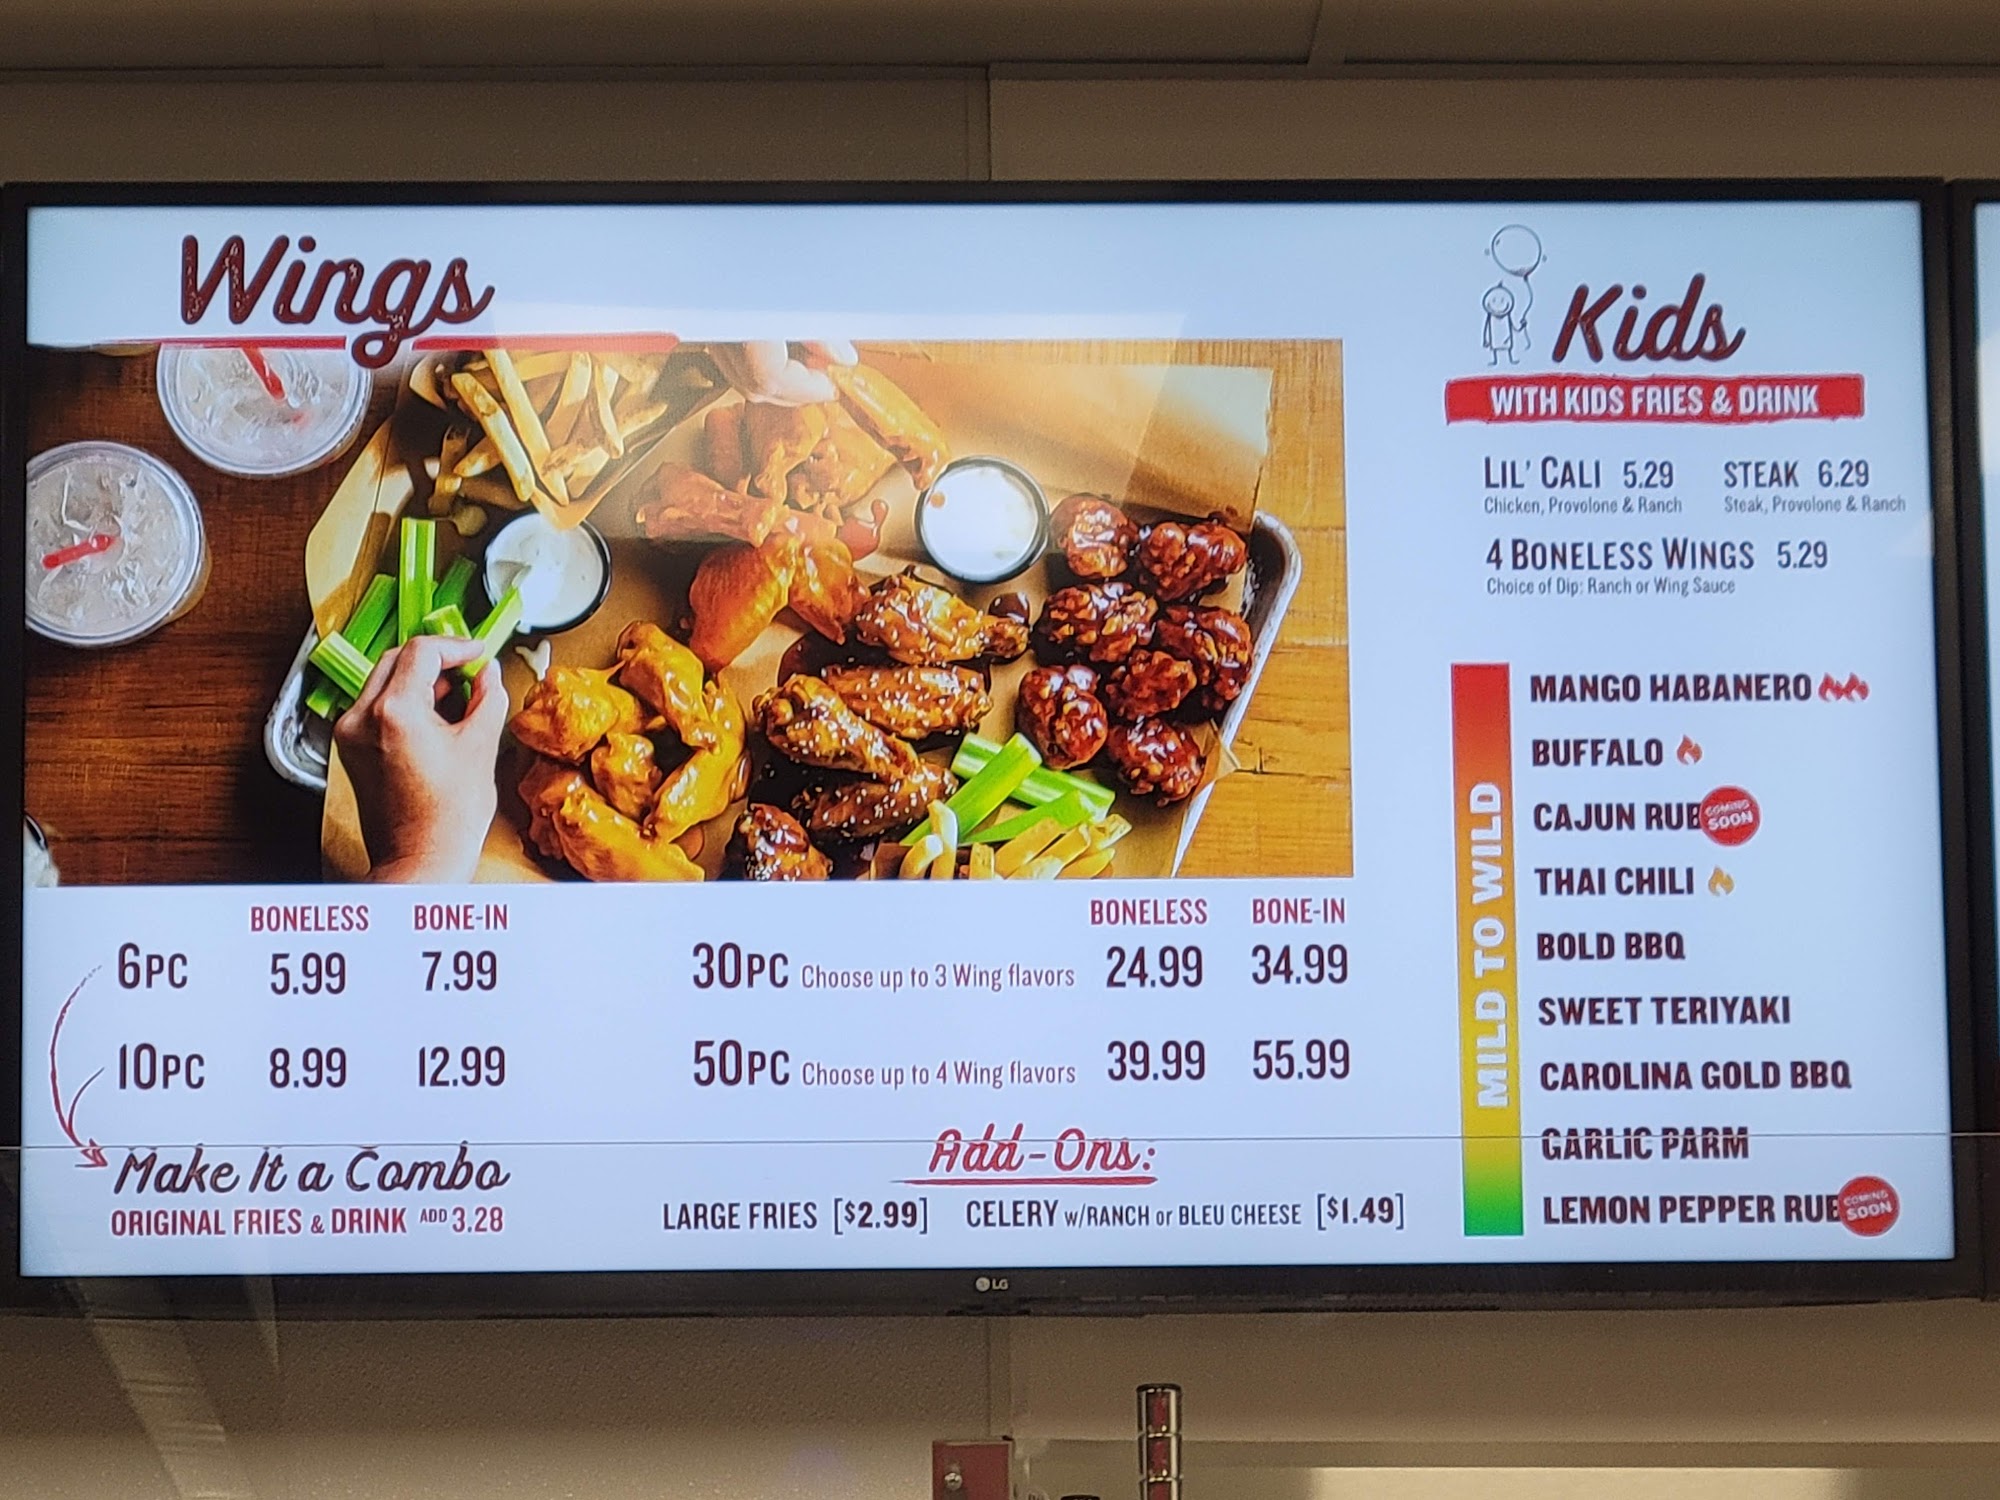 Wings
BONELESS BONE-IN
6PC 5.99 7.99
10PC 8.99 12.99
Make It a Combo
ORIGINAL FRIES & DRINK ADD 3.28
BONELESS BONE-IN
30PC Choose up to 3 Wing flavors 24.99 34.99
50PC Choose up to 4 Wing flavors 39.99 55.99
Add-Ons:
LARGE FRIES [$2.99] CELERY w/RANCH or BLEU CHEESE [$1.49]
Kids
WITH KIDS FRIES & DRINK
LIL' CALI 5.29 STEAK 6.29
Chicken, Provolone & Ranch Steak, Provolone & Ranch
4 BONELESS WINGS 5.29
Choice of Dip: Ranch or Wing Sauce
MILD TO WILD
MANGO HABANERO
BUFFALO
CAJUN RUB COMING SOON
THAI CHILI
BOLD BBQ
SWEET TERIYAKI
CAROLINA GOLD BBQ
GARLIC PARM
LEMON PEPPER RUB COMING SOON
LG